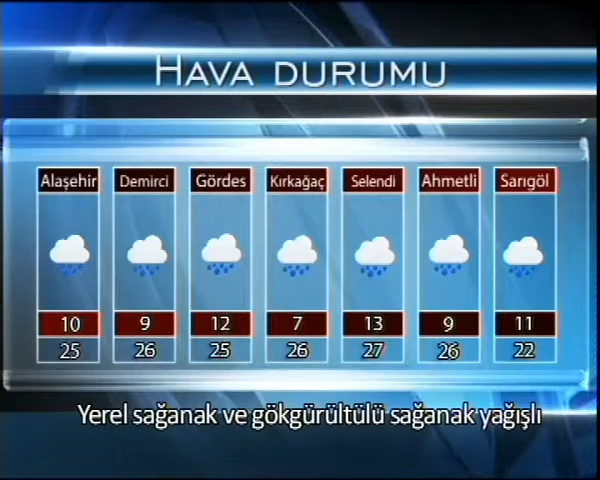 HAVA DURUMU
Alaşehir Demirci Gördes Kırkağaç Selendi Ahmetli Sarıgöl
10 9 12 7 13 9 11
25 26 25 26 27 26 22
Yerel sağanak ve gökgürültülü sağanak yağışlı